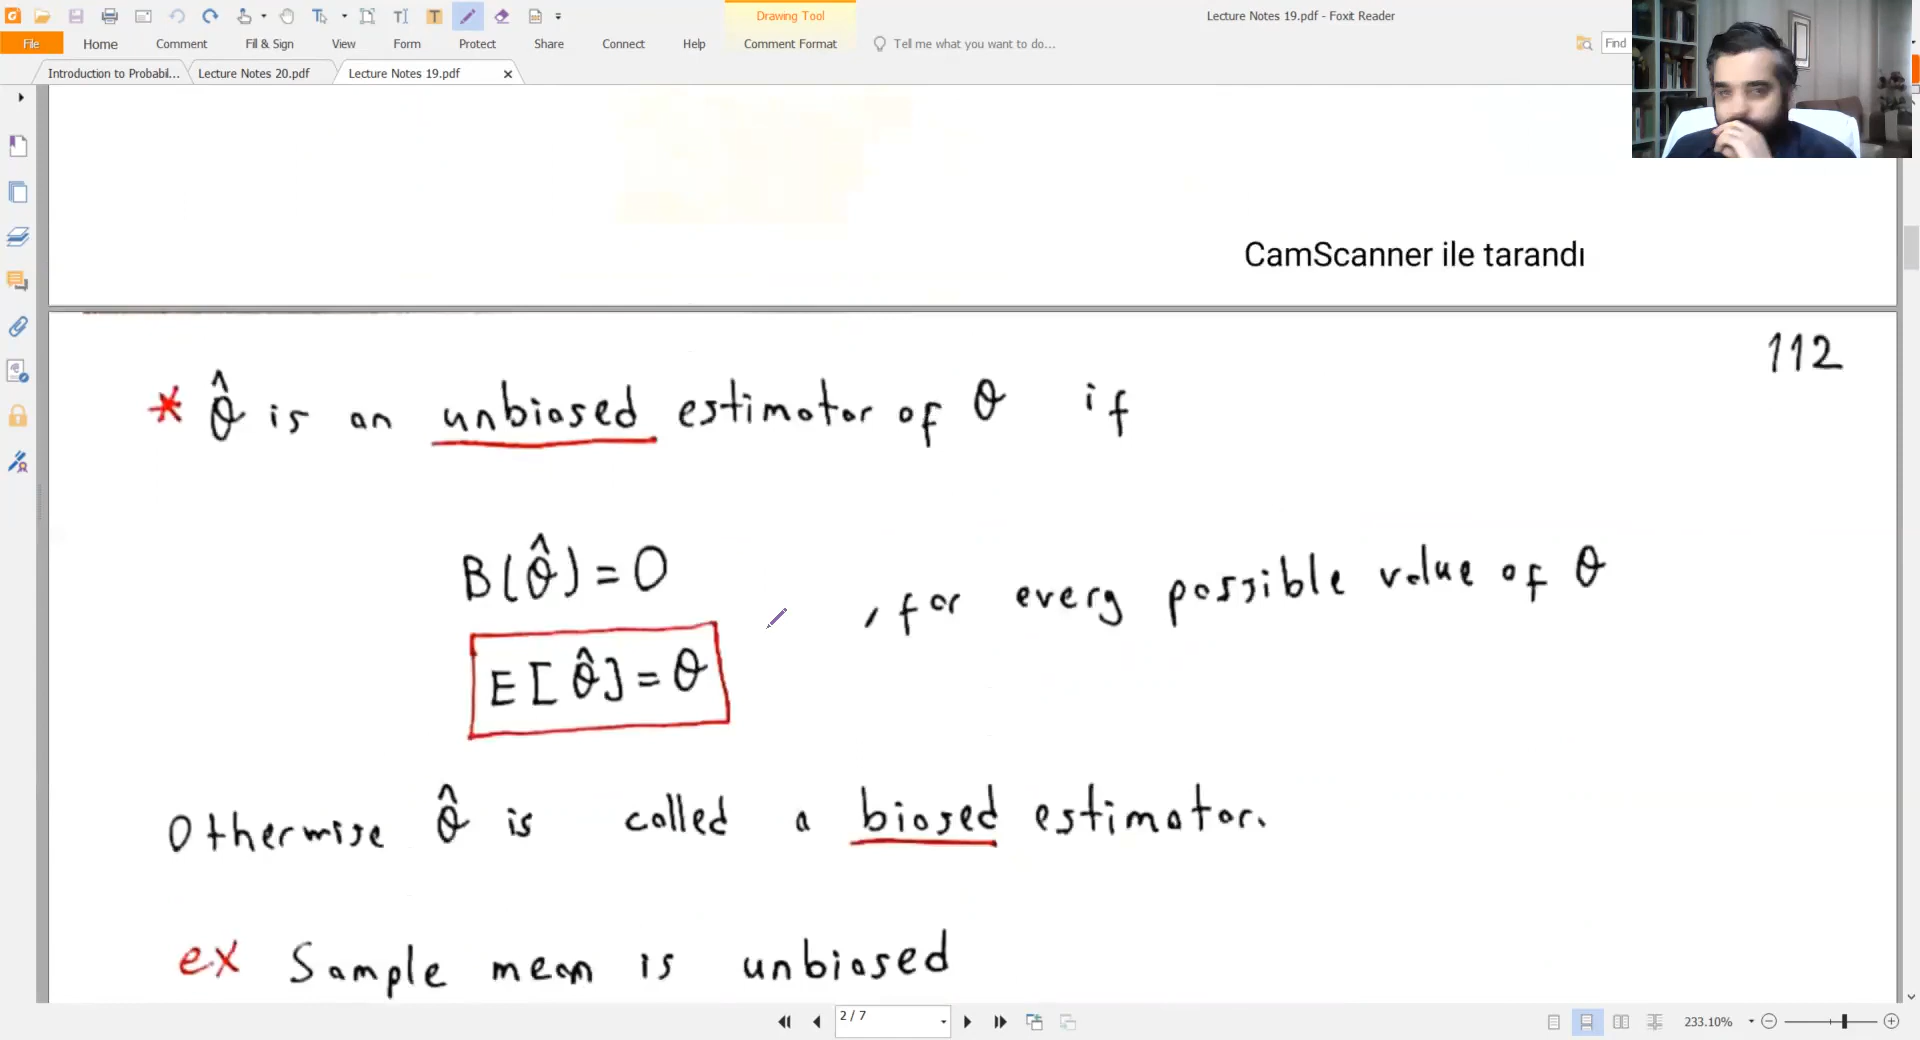 Drawing Tool
Lecture Notes 19.pdf - Foxit Reader
File Home Comment Fill & Sign View Form Protect Share Connect Help Comment Format Tell me what you want to do... Find
Introduction to Probabil... Lecture Notes 20.pdf Lecture Notes 19.pdf
CamScanner ile tarandı
112
* θ̂ is an unbiased estimator of θ if
B(θ̂) = 0
, for every possible value of θ
E[θ̂] = θ
Otherwise θ̂ is called a biased estimator.
ex Sample mean is unbiased
2 / 7
233.10%